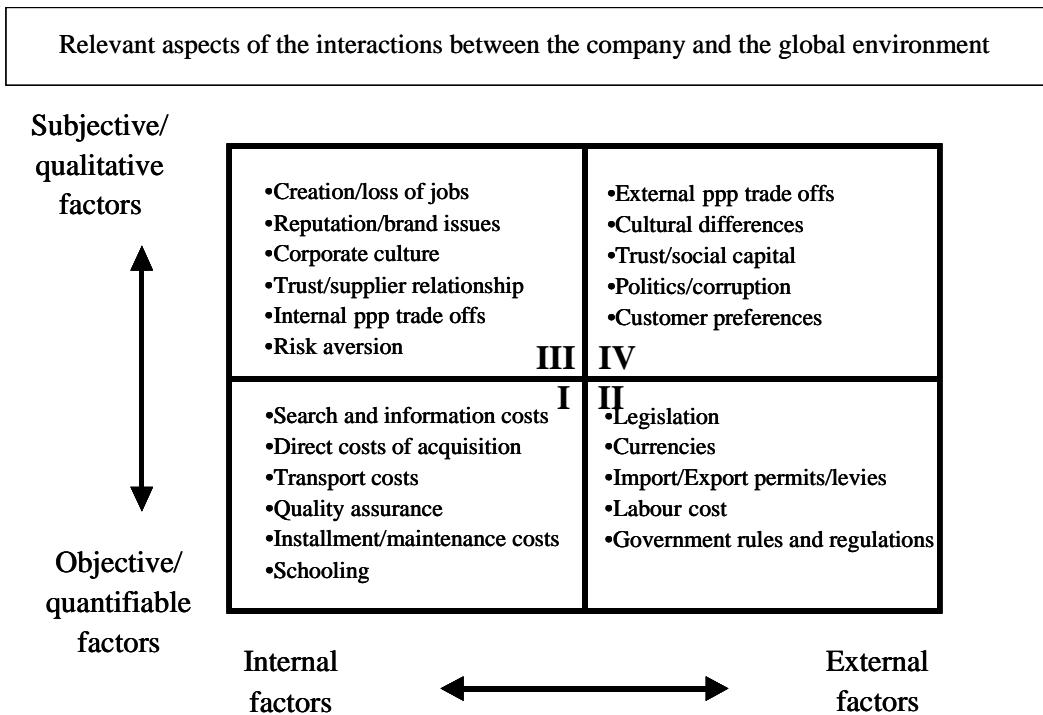 Relevant aspects of the interactions between the company and the global environment
Subjective/
qualitative
factors
•Creation/loss of jobs
•Reputation/brand issues
•Corporate culture
•Trust/supplier relationship
•Internal ppp trade offs
•Risk aversion
III
•External ppp trade offs
•Cultural differences
•Trust/social capital
•Politics/corruption
•Customer preferences
IV
I
•Search and information costs
•Direct costs of acquisition
•Transport costs
•Quality assurance
•Installment/maintenance costs
•Schooling
II
•Legislation
•Currencies
•Import/Export permits/levies
•Labour cost
•Government rules and regulations
Objective/
quantifiable
factors
Internal
factors
External
factors